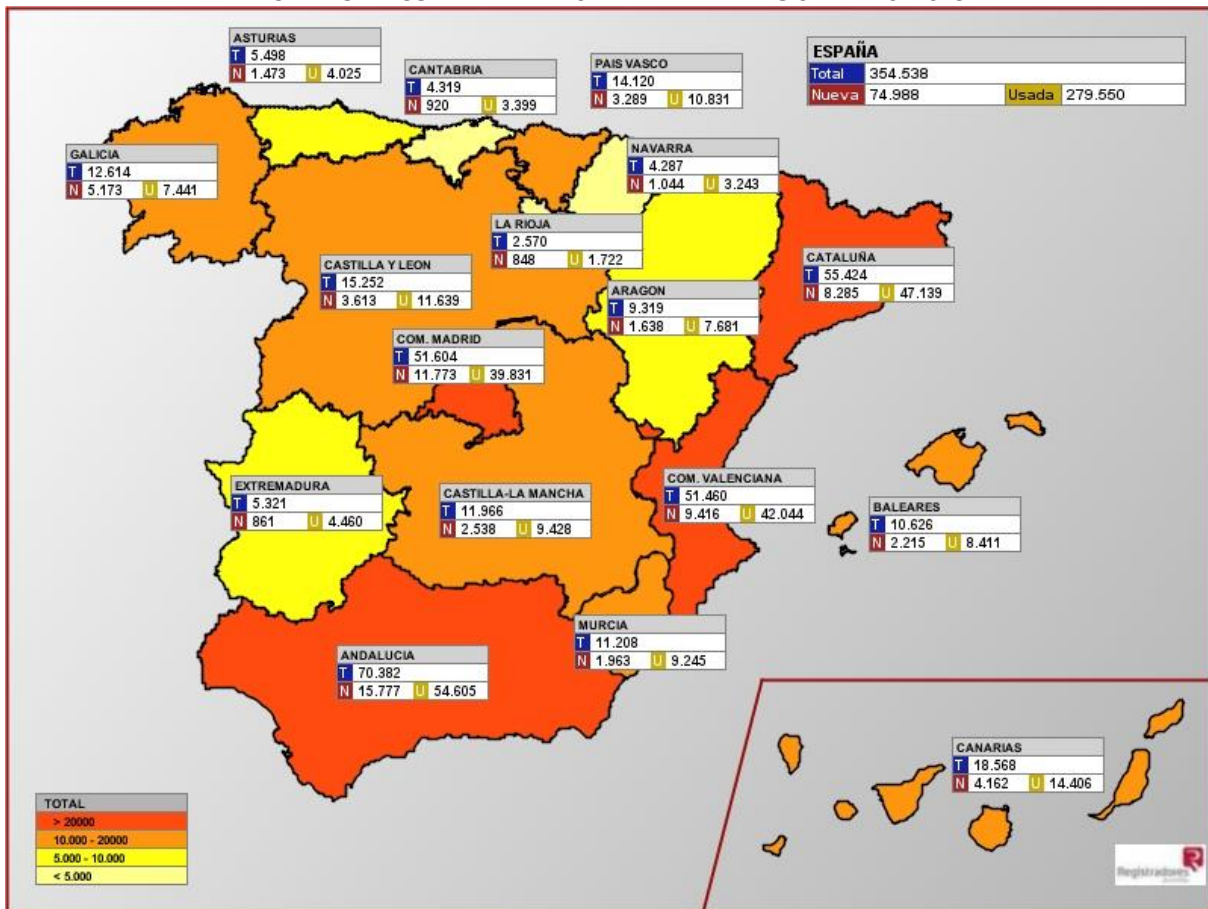 ASTURIAS
T 5.498
N 1.473 U 4.025
CANTABRIA
T 4.319
N 920 U 3.399
PAIS VASCO
T 14.120
N 3.289 U 10.831
ESPAÑA
Total 354.538
Nueva 74.988 Usada 279.550
GALICIA
T 12.614
N 5.173 U 7.441
NAVARRA
T 4.287
N 1.044 U 3.243
LA RIOJA
T 2.570
N 848 U 1.722
CASTILLA Y LEON
T 15.252
N 3.613 U 11.639
CATALUÑA
T 55.424
N 8.285 U 47.139
ARAGON
T 9.319
N 1.638 U 7.681
COM. MADRID
T 51.604
N 11.773 U 39.831
EXTREMADURA
T 5.321
N 861 U 4.460
CASTILLA-LA MANCHA
T 11.966
N 2.538 U 9.428
COM. VALENCIANA
T 51.460
N 9.416 U 42.044
BALEARES
T 10.626
N 2.215 U 8.411
MURCIA
T 11.208
N 1.963 U 9.245
ANDALUCIA
T 70.382
N 15.777 U 54.605
CANARIAS
T 18.568
N 4.162 U 14.406
TOTAL
> 20000
10.000 - 20000
5.000 - 10.000
< 5.000
Registradores